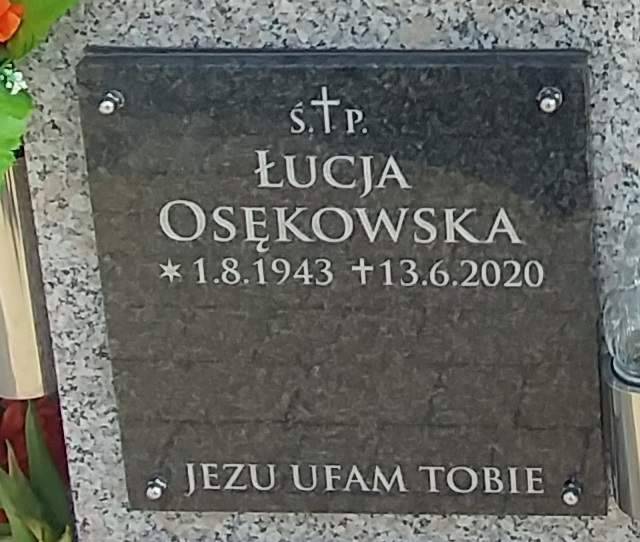 Ś.†P.
ŁUCJA
OSĘKOWSKA
✶ 1.8.1943 ✝ 13.6.2020
JEZU UFAM TOBIE